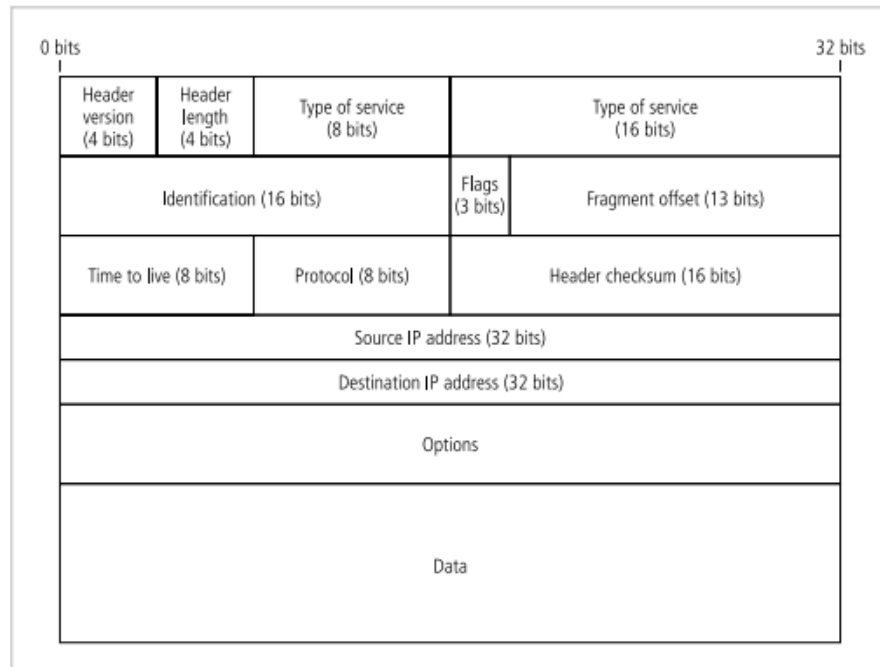 0 bits
32 bits
Header
version
(4 bits)
Header
length
(4 bits)
Type of service
(8 bits)
Type of service
(16 bits)
Identification (16 bits)
Flags
(3 bits)
Fragment offset (13 bits)
Time to live (8 bits)
Protocol (8 bits)
Header checksum (16 bits)
Source IP address (32 bits)
Destination IP address (32 bits)
Options
Data